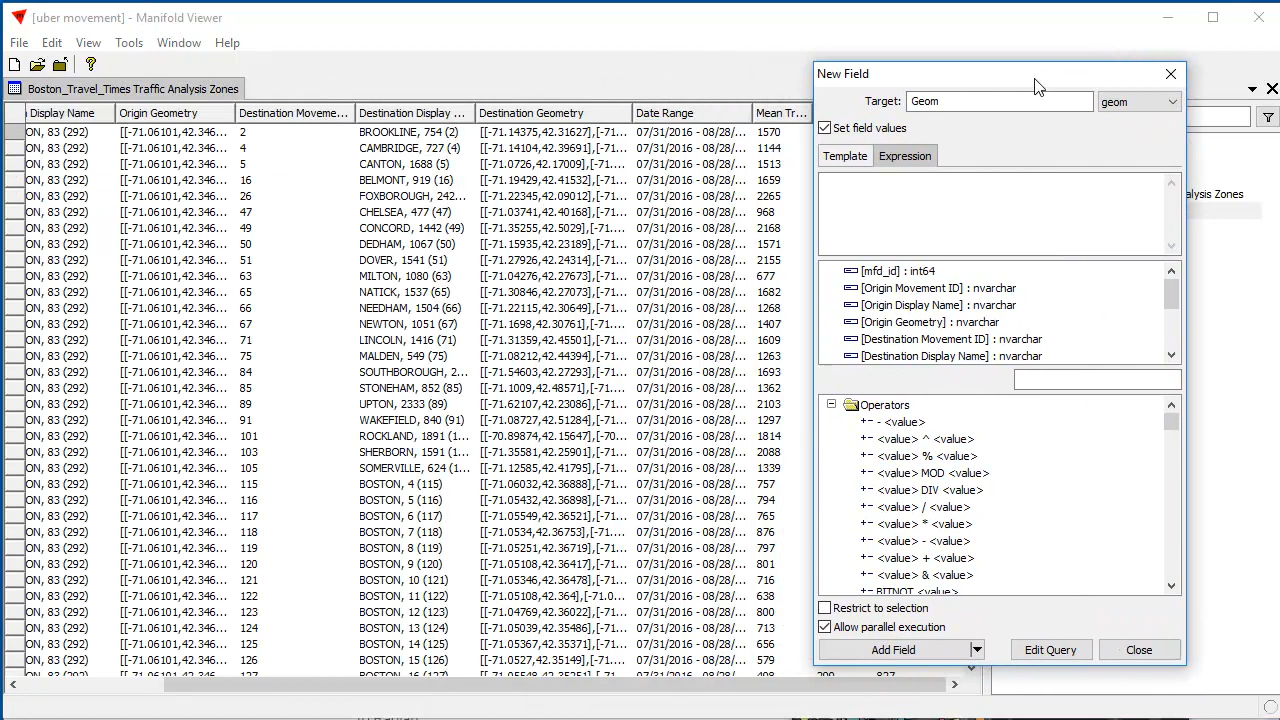 [uber movement] - Manifold Viewer
File Edit View Tools Window Help
Boston_Travel_Times Traffic Analysis Zones
Display Name Origin Geometry Destination Moveme... Destination Display ... Destination Geometry Date Range Mean Tr...
ON, 83 (292) [[-71.06101,42.346... 2 BROOKLINE, 754 (2) [[-71.14375,42.31627],[-... 07/31/2016 - 08/28/... 1570
ON, 83 (292) [[-71.06101,42.346... 4 CAMBRIDGE, 727 (4) [[-71.14104,42.39691],[-... 07/31/2016 - 08/28/... 1144
ON, 83 (292) [[-71.06101,42.346... 5 CANTON, 1688 (5) [[-71.0726,42.17009],[-7... 07/31/2016 - 08/28/... 1513
ON, 83 (292) [[-71.06101,42.346... 16 BELMONT, 919 (16) [[-71.19429,42.41532],[-... 07/31/2016 - 08/28/... 1659
ON, 83 (292) [[-71.06101,42.346... 26 FOXBOROUGH, 242... [[-71.22245,42.09012],[-... 07/31/2016 - 08/28/... 2265
ON, 83 (292) [[-71.06101,42.346... 47 CHELSEA, 477 (47) [[-71.03741,42.40168],[-... 07/31/2016 - 08/28/... 968
ON, 83 (292) [[-71.06101,42.346... 49 CONCORD, 1442 (49) [[-71.35255,42.5029],[-7... 07/31/2016 - 08/28/... 2168
ON, 83 (292) [[-71.06101,42.346... 50 DEDHAM, 1067 (50) [[-71.15935,42.23189],[-... 07/31/2016 - 08/28/... 1571
ON, 83 (292) [[-71.06101,42.346... 51 DOVER, 1541 (51) [[-71.27926,42.24314],[-... 07/31/2016 - 08/28/... 2155
ON, 83 (292) [[-71.06101,42.346... 63 MILTON, 1080 (63) [[-71.04276,42.27673],[-... 07/31/2016 - 08/28/... 677
ON, 83 (292) [[-71.06101,42.346... 65 NATICK, 1537 (65) [[-71.30846,42.27073],[-... 07/31/2016 - 08/28/... 1682
ON, 83 (292) [[-71.06101,42.346... 66 NEEDHAM, 1504 (66) [[-71.22115,42.30649],[-... 07/31/2016 - 08/28/... 1268
ON, 83 (292) [[-71.06101,42.346... 67 NEWTON, 1051 (67) [[-71.1698,42.30761],[-7... 07/31/2016 - 08/28/... 1407
ON, 83 (292) [[-71.06101,42.346... 71 LINCOLN, 1416 (71) [[-71.31359,42.45501],[-... 07/31/2016 - 08/28/... 1609
ON, 83 (292) [[-71.06101,42.346... 75 MALDEN, 549 (75) [[-71.08212,42.44394],[-... 07/31/2016 - 08/28/... 1263
ON, 83 (292) [[-71.06101,42.346... 84 SOUTHBOROUGH, 2... [[-71.54603,42.27293],[-... 07/31/2016 - 08/28/... 1693
ON, 83 (292) [[-71.06101,42.346... 85 STONEHAM, 852 (85) [[-71.1009,42.48571],[-7... 07/31/2016 - 08/28/... 1362
ON, 83 (292) [[-71.06101,42.346... 89 UPTON, 2333 (89) [[-71.62108,42.23086],[-... 07/31/2016 - 08/28/... 2103
ON, 83 (292) [[-71.06101,42.346... 91 WAKEFIELD, 840 (91) [[-71.08727,42.51284],[-... 07/31/2016 - 08/28/... 1297
ON, 83 (292) [[-71.06101,42.346... 101 ROCKLAND, 1891 (1... [[-70.89874,42.15647],[-70... 07/31/2016 - 08/28/... 1814
ON, 83 (292) [[-71.06101,42.346... 103 SHERBORN, 1591 (1... [[-71.35581,42.25901],[-... 07/31/2016 - 08/28/... 2088
ON, 83 (292) [[-71.06101,42.346... 105 SOMERVILLE, 624 (1... [[-71.12585,42.41795],[-... 07/31/2016 - 08/28/... 1339
ON, 83 (292) [[-71.06101,42.346... 115 BOSTON, 4 (115) [[-71.06032,42.36888],[-... 07/31/2016 - 08/28/... 757
ON, 83 (292) [[-71.06101,42.346... 116 BOSTON, 5 (116) [[-71.05432,42.36898],[-... 07/31/2016 - 08/28/... 794
ON, 83 (292) [[-71.06101,42.346... 117 BOSTON, 6 (117) [[-71.05549,42.36521],[-... 07/31/2016 - 08/28/... 765
ON, 83 (292) [[-71.06101,42.346... 118 BOSTON, 7 (118) [[-71.0534,42.36753],[-7... 07/31/2016 - 08/28/... 876
ON, 83 (292) [[-71.06101,42.346... 119 BOSTON, 8 (119) [[-71.05251,42.36719],[-... 07/31/2016 - 08/28/... 797
ON, 83 (292) [[-71.06101,42.346... 120 BOSTON, 9 (120) [[-71.05108,42.36417],[-... 07/31/2016 - 08/28/... 801
ON, 83 (292) [[-71.06101,42.346... 121 BOSTON, 10 (121) [[-71.05346,42.36478],[-... 07/31/2016 - 08/28/... 716
ON, 83 (292) [[-71.06101,42.346... 122 BOSTON, 11 (122) [[-71.05108,42.364],[-71.0... 07/31/2016 - 08/28/... 638
ON, 83 (292) [[-71.06101,42.346... 123 BOSTON, 12 (123) [[-71.04769,42.36022],[-... 07/31/2016 - 08/28/... 800
ON, 83 (292) [[-71.06101,42.346... 124 BOSTON, 13 (124) [[-71.05039,42.35486],[-... 07/31/2016 - 08/28/... 713
ON, 83 (292) [[-71.06101,42.346... 125 BOSTON, 14 (125) [[-71.05367,42.35371],[-... 07/31/2016 - 08/28/... 656
ON, 83 (292) [[-71.06101,42.346... 126 BOSTON, 15 (126) [[-71.0527,42.35149],[-7... 07/31/2016 - 08/28/... 579
New Field
Target: Geom geom
Set field values
Template Expression
[mfd_id] : int64
[Origin Movement ID] : nvarchar
[Origin Display Name] : nvarchar
[Origin Geometry] : nvarchar
[Destination Movement ID] : nvarchar
[Destination Display Name] : nvarchar
Operators
- <value>
<value> ^ <value>
<value> % <value>
<value> MOD <value>
<value> DIV <value>
<value> / <value>
<value> * <value>
<value> - <value>
<value> + <value>
<value> & <value>
BITNOT <value>
Restrict to selection
Allow parallel execution
Add Field Edit Query Close
alysis Zones